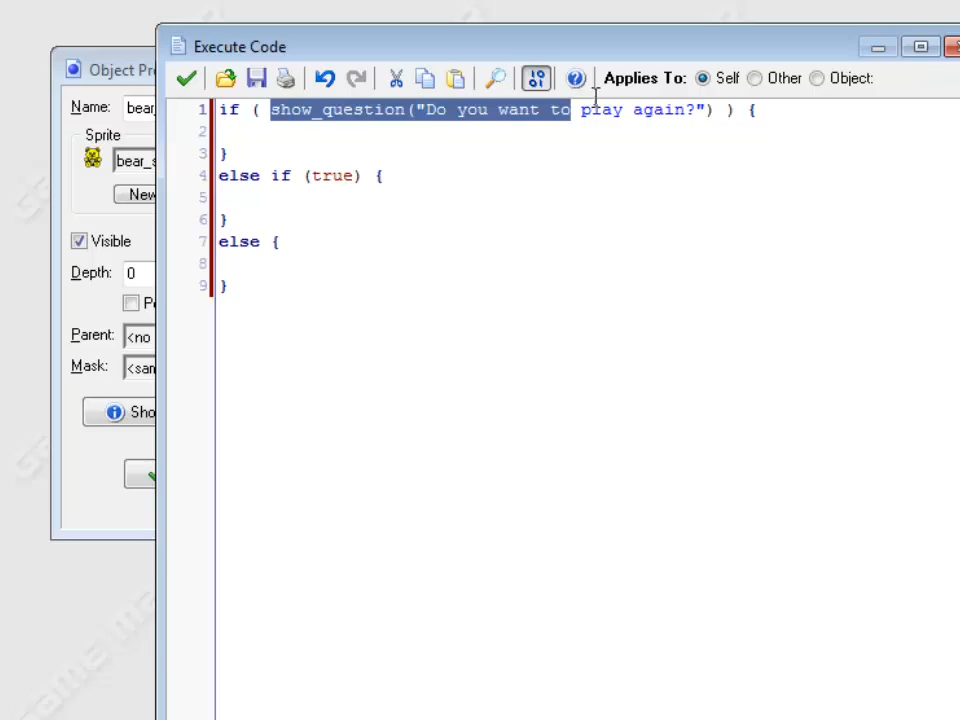 Execute Code
Object Pr
Applies To: Self Other Object:
Name: bear_
Sprite
bear_s
New
Visible
Depth: 0
P
Parent: <no
Mask: <sam
Sho
1 if ( show_question("Do you want to play again?") ) {
2
3 }
4 else if (true) {
5
6 }
7 else {
8
9 }